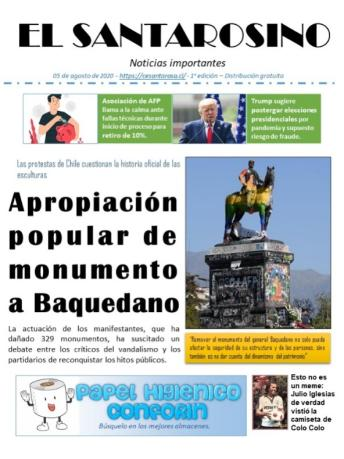 EL SANTAROSINO
Noticias importantes
05 de agosto de 2020 - https://cesantarosa.cl/ - 1ª edición – Distribución gratuita
Asociación de AFP
llama a la calma ante
fallas técnicas durante
inicio de proceso para
retiro de 10%.
Trump sugiere
postergar elecciones
presidenciales por
pandemia y supuesto
riesgo de fraude.
Las protestas de Chile cuestionan la historia oficial de las
esculturas
Apropiación
popular de
monumento
a Baquedano
La actuación de los manifestantes, que ha
dañado 329 monumentos, ha suscitado un
debate entre los críticos del vandalismo y los
partidarios de reconquistar los hitos públicos.
"Remover el monumento del general Baquedano no solo puede
afectar la seguridad de su estructura y de las personas, sino
también es no dar cuenta del dinamismo del patrimonio"
PAPEL HIGIENICO
CONFORIN
Búsquelo en los mejores almacenes.
Esto no es
un meme:
Julio Iglesias
de verdad
vistió la
camiseta de
Colo Colo